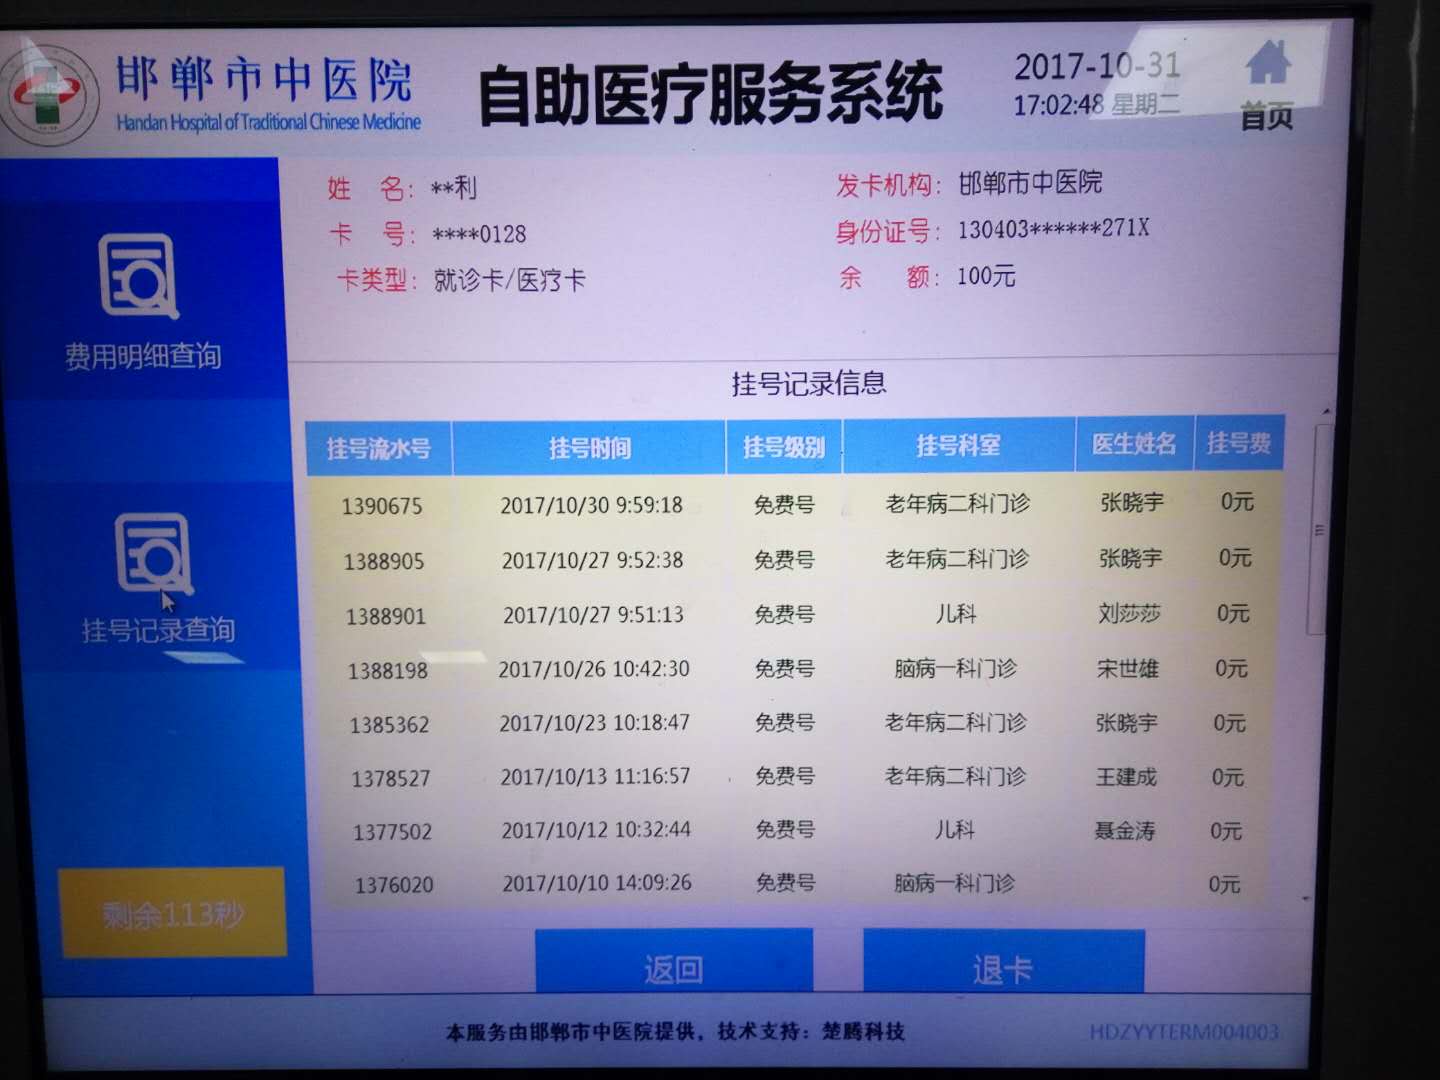 邯郸市中医院
Handan Hospital of Traditional Chinese Medicine
自助医疗服务系统
2017-10-31
17:02:48 星期二
首页
姓 名: **利
发卡机构: 邯郸市中医院
卡 号: ****0128
身份证号: 130403******271X
卡类型: 就诊卡/医疗卡
余 额: 100元
费用明细查询
挂号记录查询
剩余113秒
挂号记录信息
挂号流水号 挂号时间 挂号级别 挂号科室 医生姓名 挂号费
1390675 2017/10/30 9:59:18 免费号 老年病二科门诊 张晓宇 0元
1388905 2017/10/27 9:52:38 免费号 老年病二科门诊 张晓宇 0元
1388901 2017/10/27 9:51:13 免费号 儿科 刘莎莎 0元
1388198 2017/10/26 10:42:30 免费号 脑病一科门诊 宋世雄 0元
1385362 2017/10/23 10:18:47 免费号 老年病二科门诊 张晓宇 0元
1378527 2017/10/13 11:16:57 免费号 老年病二科门诊 王建成 0元
1377502 2017/10/12 10:32:44 免费号 儿科 聂金涛 0元
1376020 2017/10/10 14:09:26 免费号 脑病一科门诊 0元
返回 退卡
本服务由邯郸市中医院提供，技术支持：楚腾科技
HDZYYTERM004003